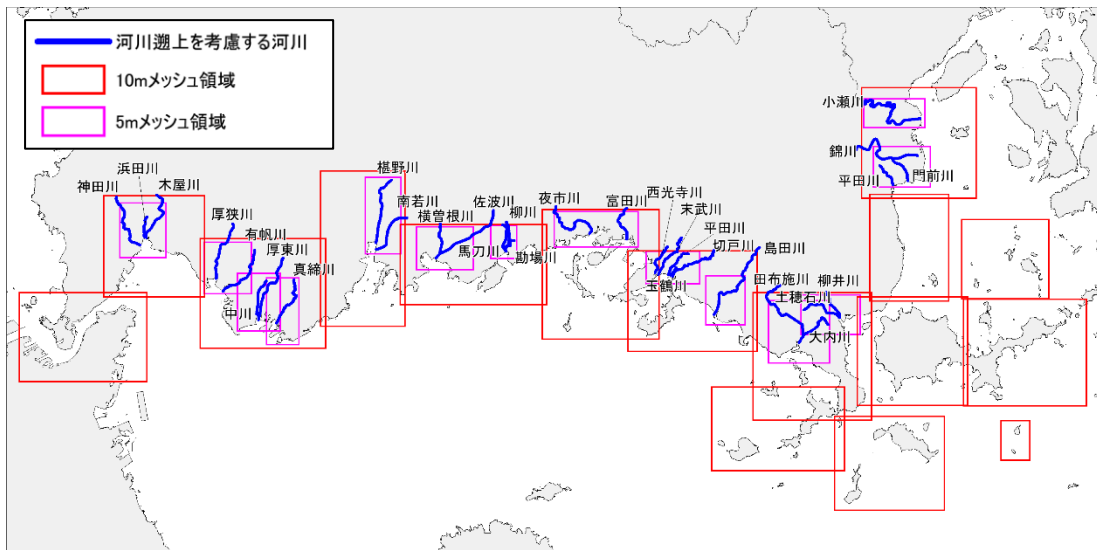 河川遡上を考慮する河川
10mメッシュ領域
5mメッシュ領域
小瀬川
錦川
平田川
門前川
浜田川
神田川
木屋川
厚狭川
有帆川
厚東川
真締川
中川
椹野川
南若川
横曽根川
佐波川
柳川
馬刀川
勘場川
夜市川
富田川
西光寺川
末武川
平田川
切戸川
玉鶴川
島田川
田布施川
柳井川
土穂石川
大内川